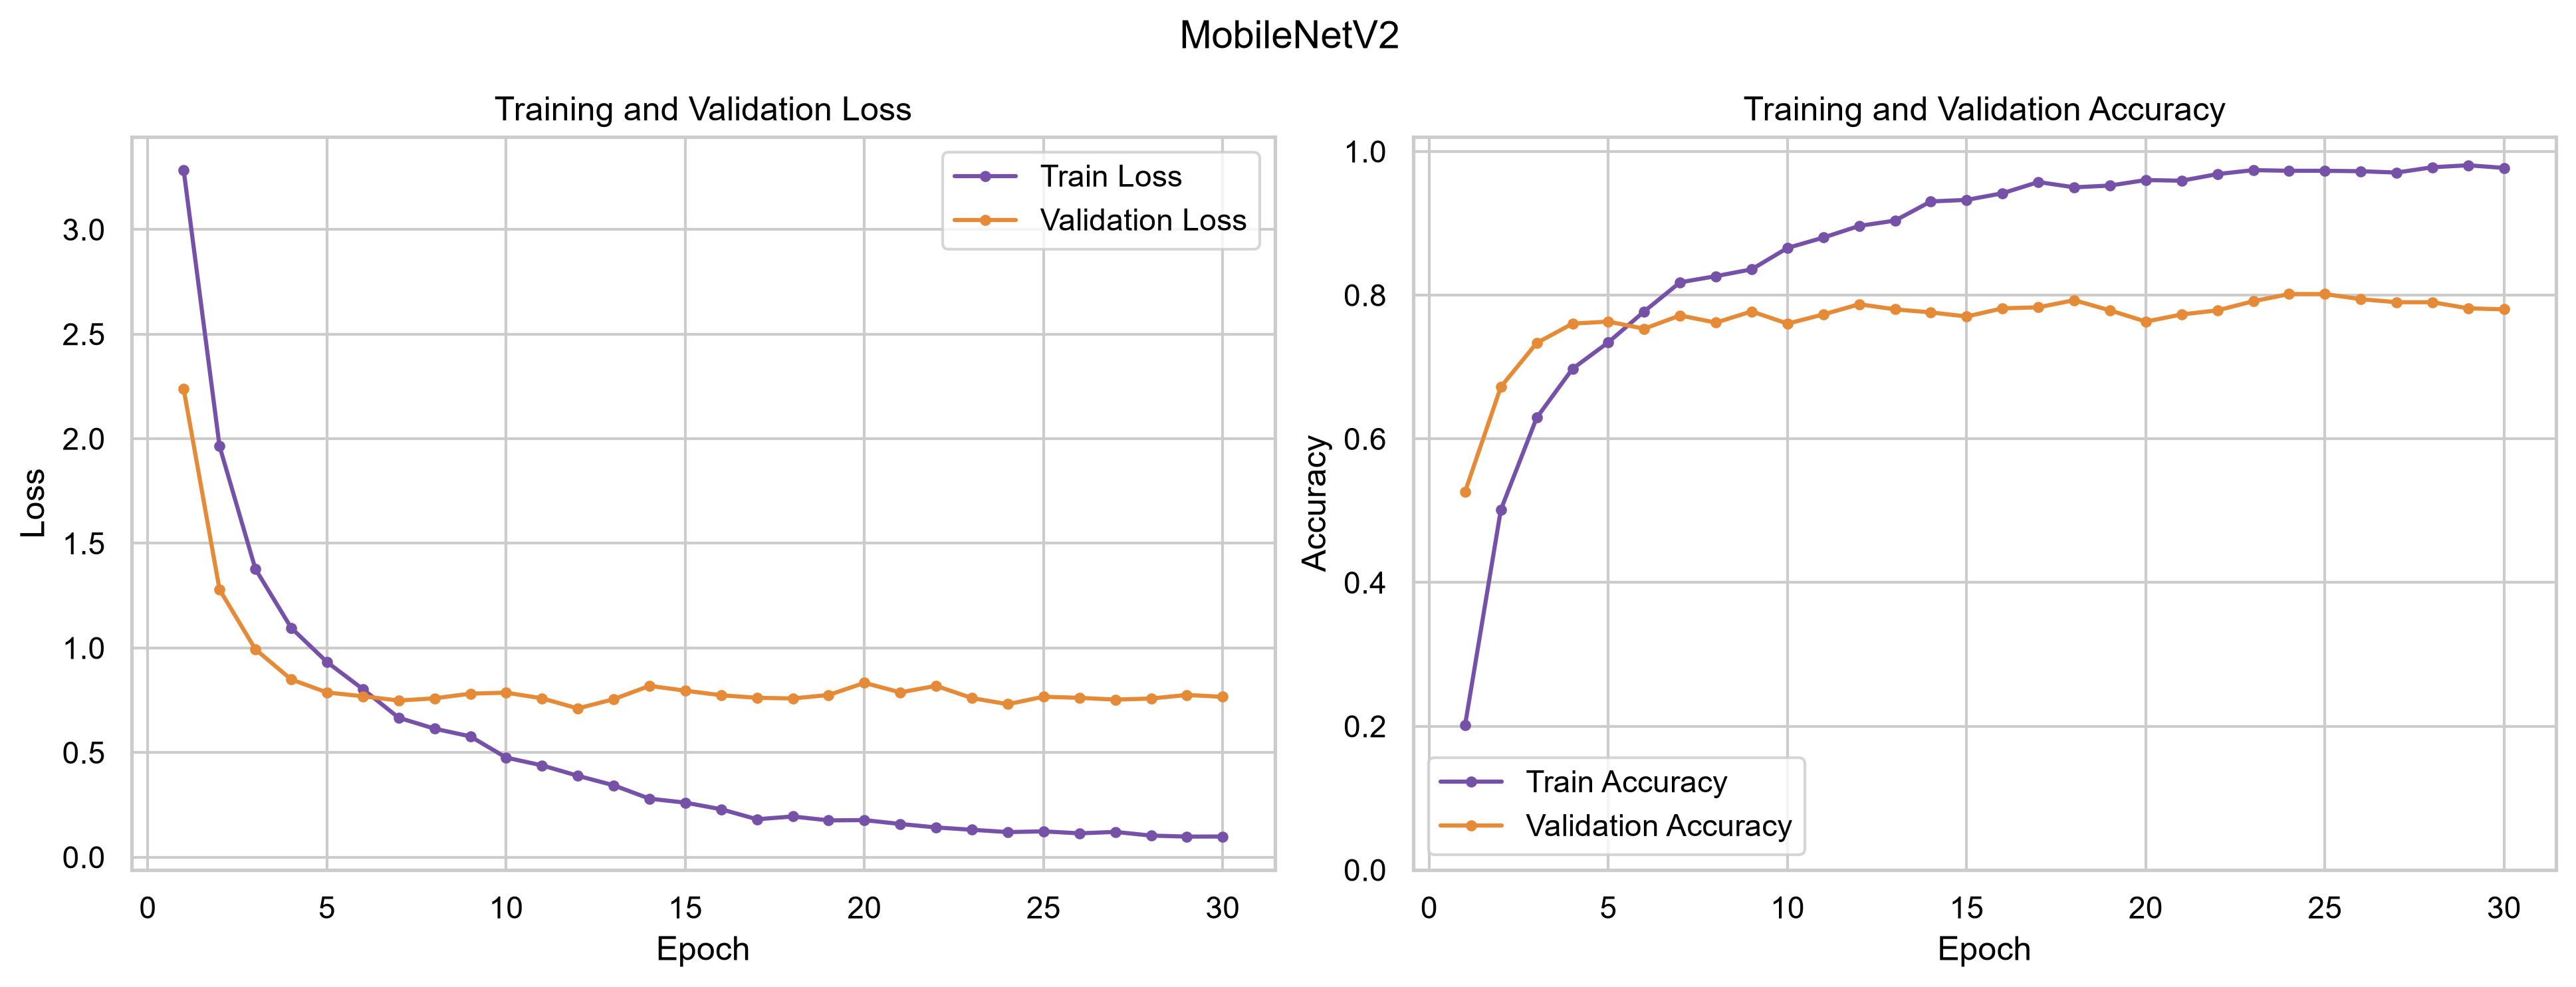 MobileNetV2
Training and Validation Loss
Train Loss
Validation Loss
3.0
2.5
2.0
1.5
1.0
0.5
0.0
Loss
0 5 10 15 20 25 30
Epoch
Training and Validation Accuracy
1.0
0.8
0.6
0.4
0.2
0.0
Accuracy
Train Accuracy
Validation Accuracy
0 5 10 15 20 25 30
Epoch